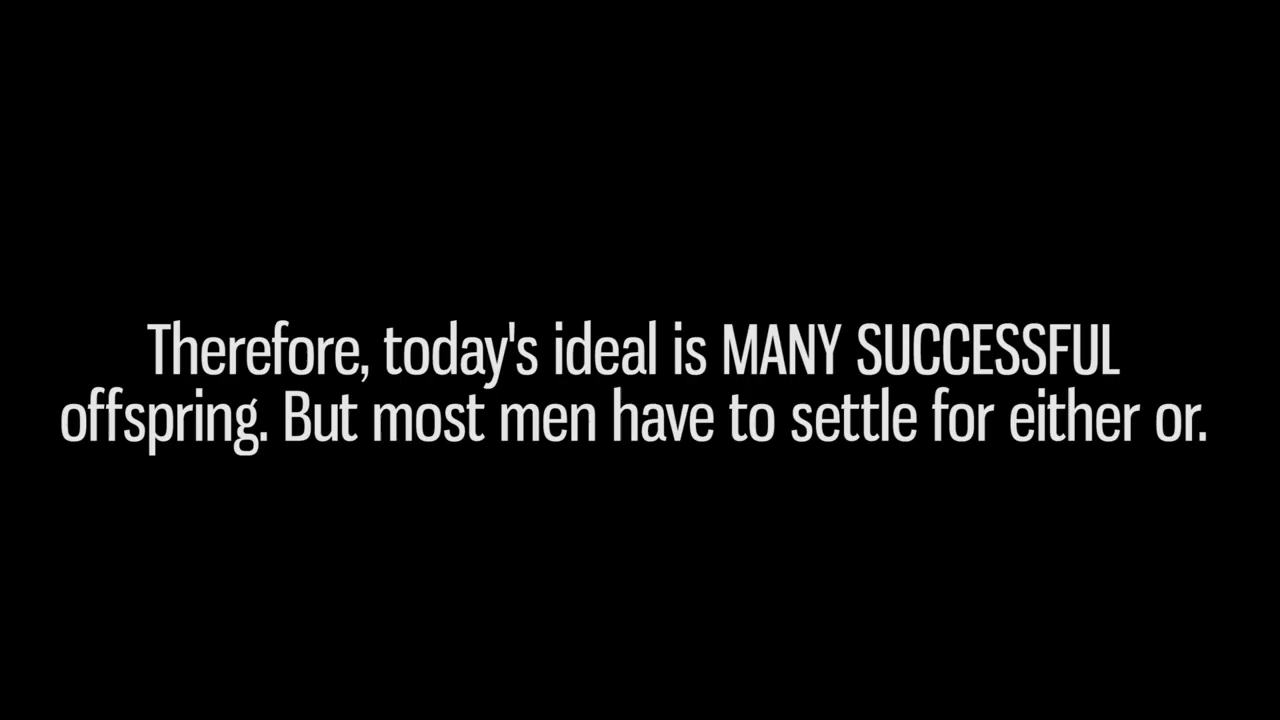 Therefore, today's ideal is MANY SUCCESSFUL
offspring. But most men have to settle for either or.